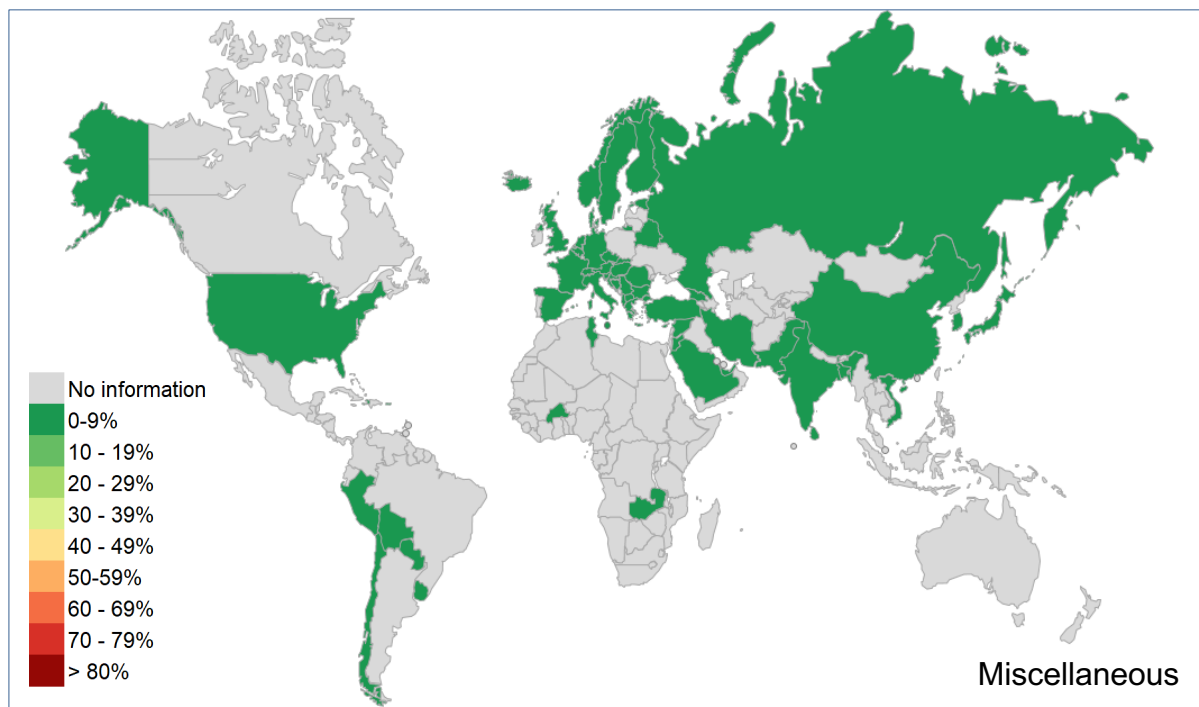 No information
0-9%
10 - 19%
20 - 29%
30 - 39%
40 - 49%
50-59%
60 - 69%
70 - 79%
> 80%
Miscellaneous